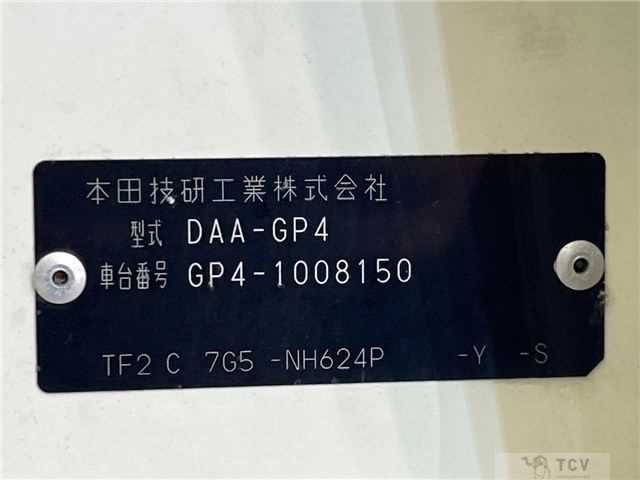 本田技研工業株式会社
型式 DAA-GP4
車台番号 GP4-1008150
TF2 C 7G5 -NH624P -Y -S
TCV